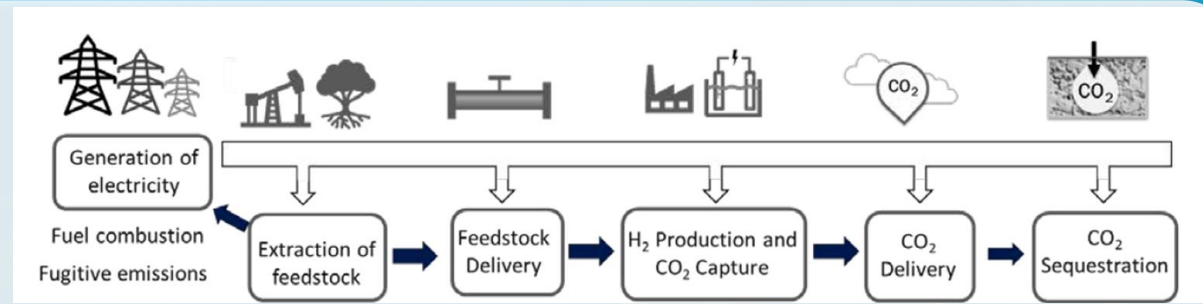 CO₂
CO₂
Generation of
electricity
Fuel combustion
Fugitive emissions
Extraction of
feedstock
Feedstock
Delivery
H₂ Production and
CO₂ Capture
CO₂
Delivery
CO₂
Sequestration